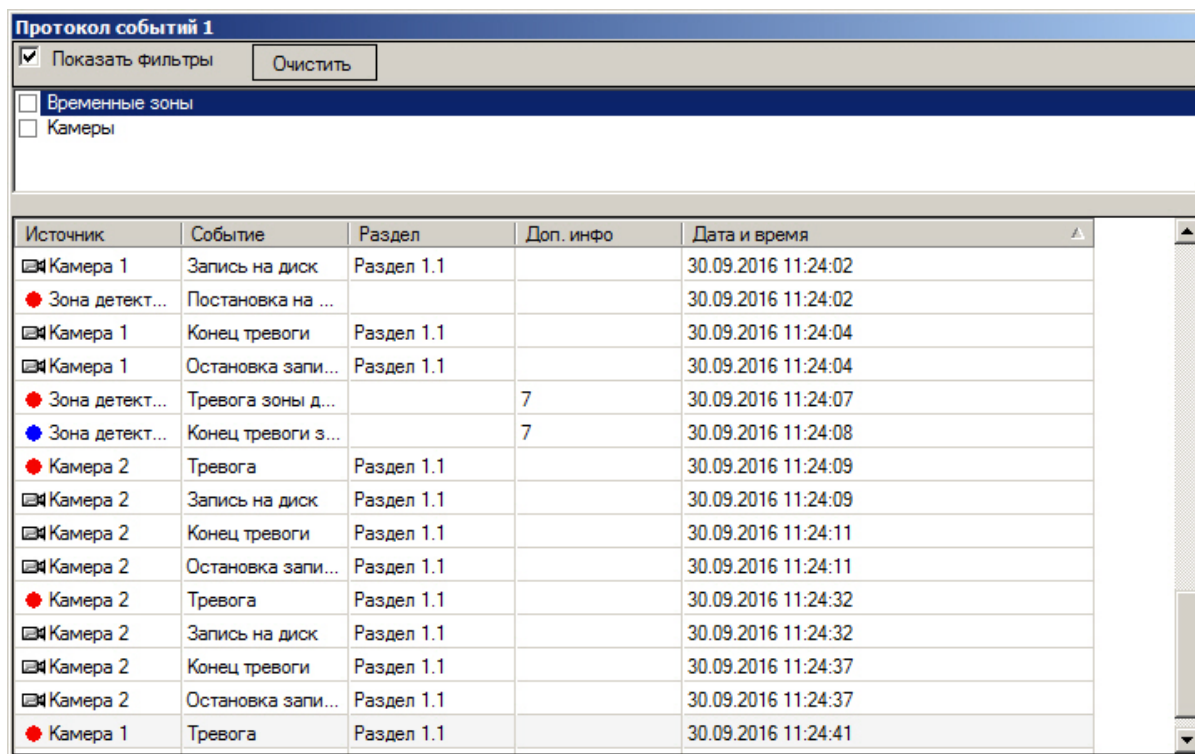 Протокол событий 1
Показать фильтры Очистить
Временные зоны
Камеры
Источник Событие Раздел Доп. инфо Дата и время
Камера 1 Запись на диск Раздел 1.1 30.09.2016 11:24:02
Зона детект... Постановка на ... 30.09.2016 11:24:02
Камера 1 Конец тревоги Раздел 1.1 30.09.2016 11:24:04
Камера 1 Остановка запи... Раздел 1.1 30.09.2016 11:24:04
Зона детект... Тревога зоны д... 7 30.09.2016 11:24:07
Зона детект... Конец тревоги з... 7 30.09.2016 11:24:08
Камера 2 Тревога Раздел 1.1 30.09.2016 11:24:09
Камера 2 Запись на диск Раздел 1.1 30.09.2016 11:24:09
Камера 2 Конец тревоги Раздел 1.1 30.09.2016 11:24:11
Камера 2 Остановка запи... Раздел 1.1 30.09.2016 11:24:11
Камера 2 Тревога Раздел 1.1 30.09.2016 11:24:32
Камера 2 Запись на диск Раздел 1.1 30.09.2016 11:24:32
Камера 2 Конец тревоги Раздел 1.1 30.09.2016 11:24:37
Камера 2 Остановка запи... Раздел 1.1 30.09.2016 11:24:37
Камера 1 Тревога Раздел 1.1 30.09.2016 11:24:41